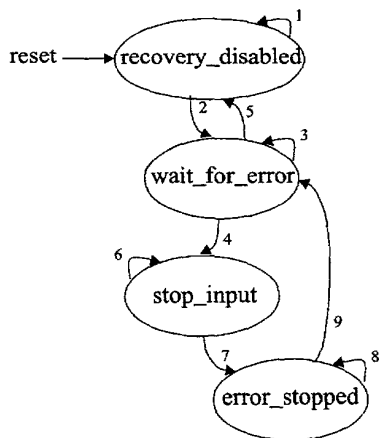 1
reset recovery_disabled
2 5
3
wait_for_error
4
6
stop_input
9
7
8
error_stopped